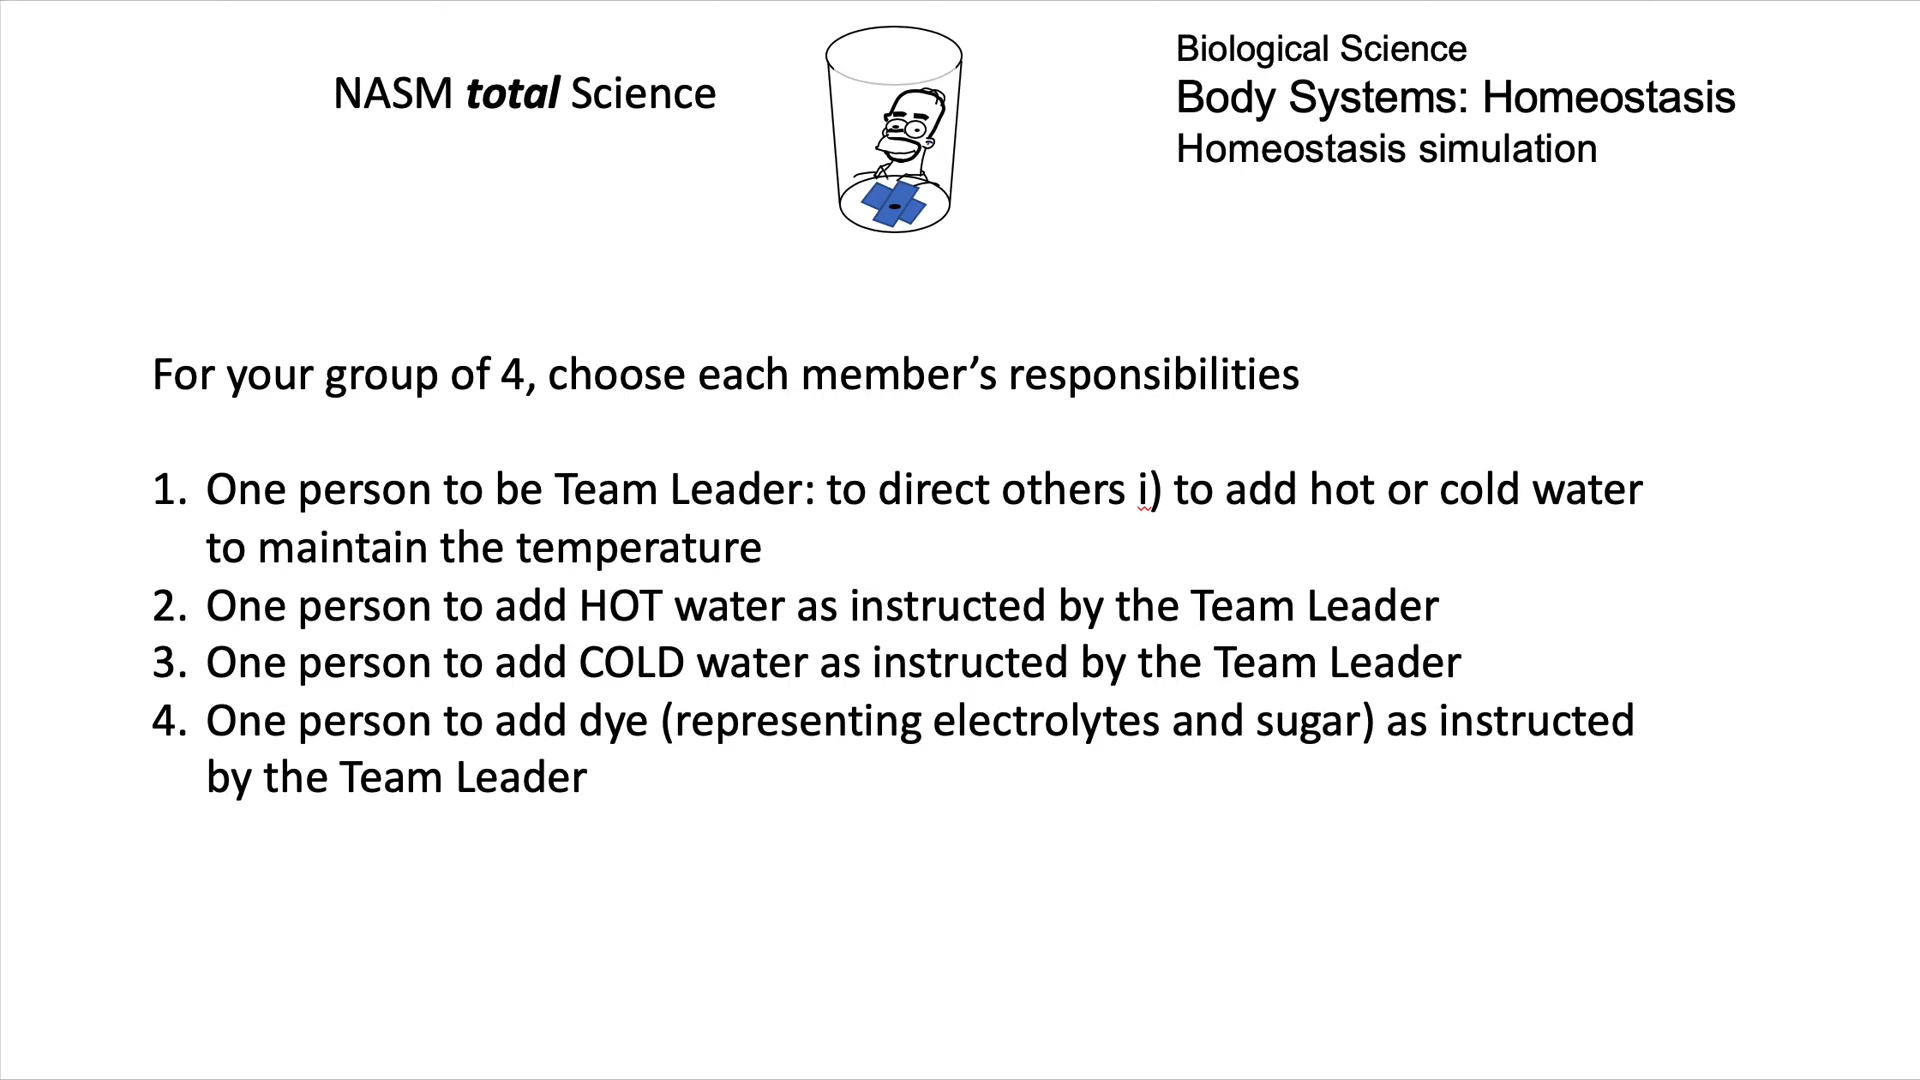 NASM total Science
Biological Science
Body Systems: Homeostasis
Homeostasis simulation
For your group of 4, choose each member’s responsibilities
1. One person to be Team Leader: to direct others i) to add hot or cold water
to maintain the temperature
2. One person to add HOT water as instructed by the Team Leader
3. One person to add COLD water as instructed by the Team Leader
4. One person to add dye (representing electrolytes and sugar) as instructed
by the Team Leader